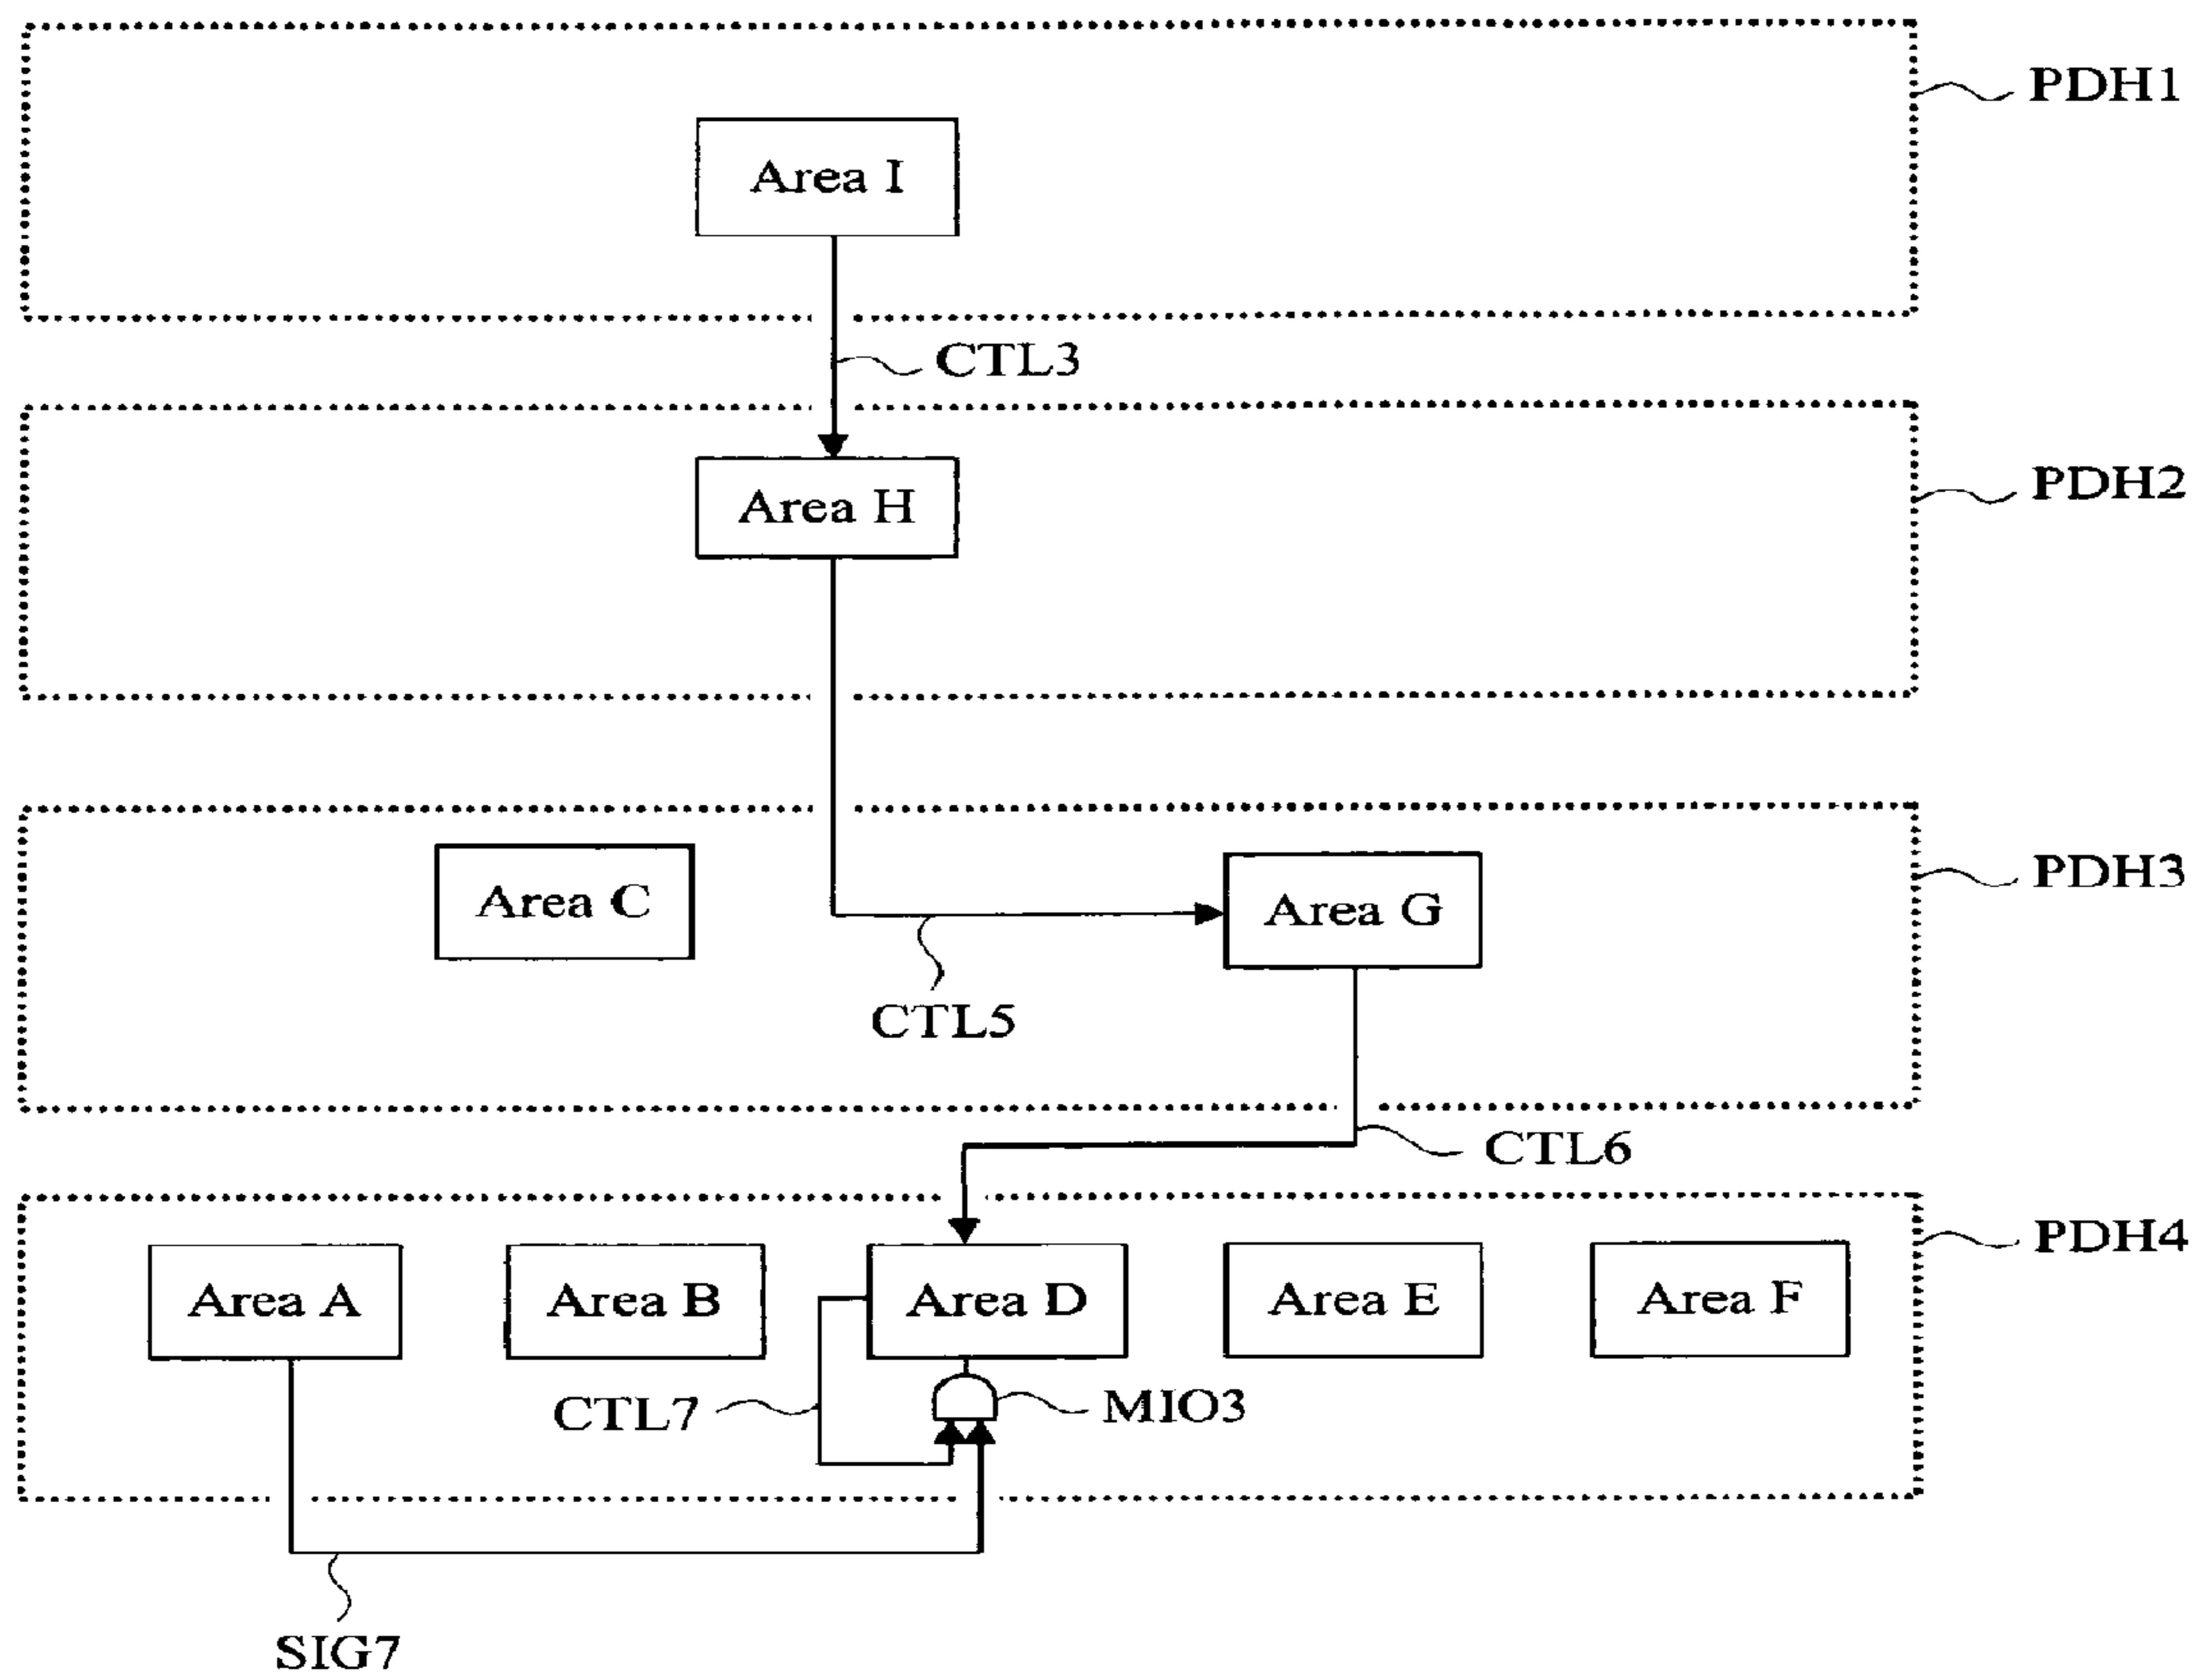 PDH1
Area I
CTL3
PDH2
Area H
PDH3
Area C
Area G
CTL5
CTL6
PDH4
Area A
Area B
Area D
Area E
Area F
CTL7
MIO3
SIG7